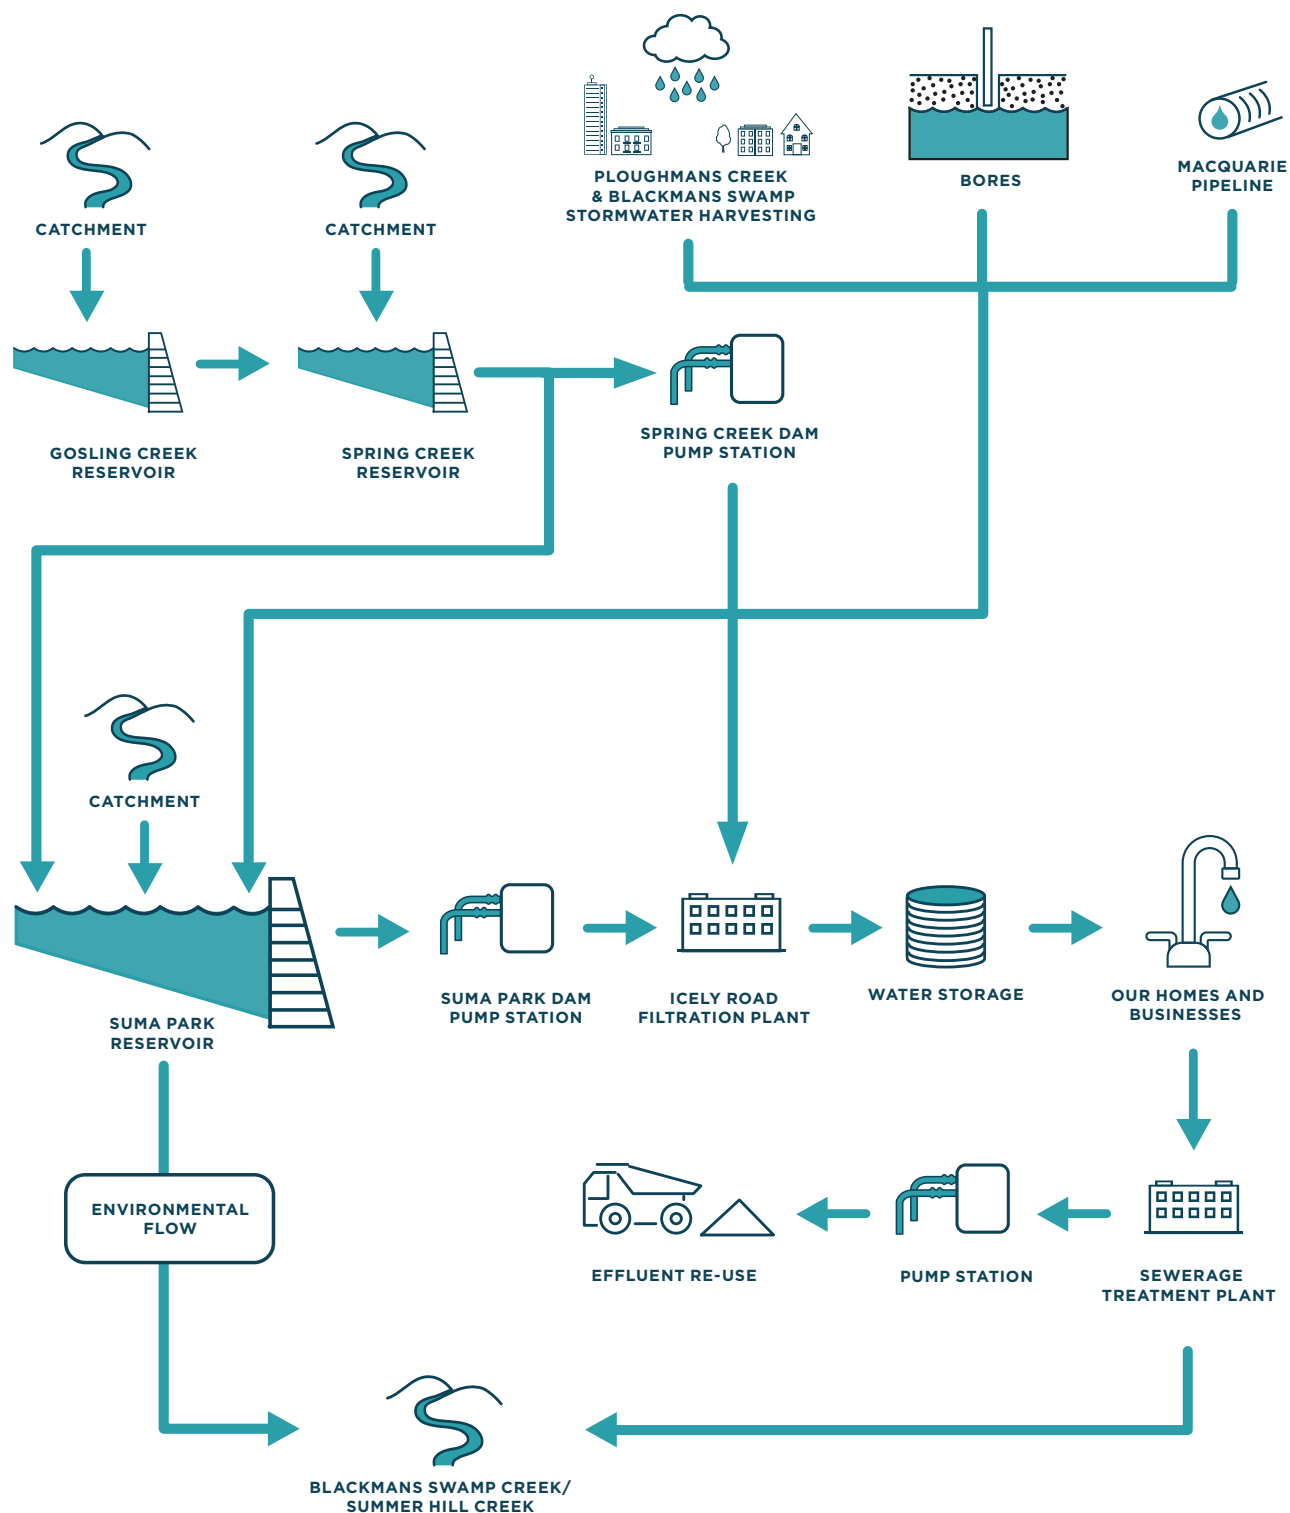 PLOUGHMANS CREEK
& BLACKMANS SWAMP
STORMWATER HARVESTING
BORES
MACQUARIE
PIPELINE
CATCHMENT
CATCHMENT
GOSLING CREEK
RESERVOIR
SPRING CREEK
RESERVOIR
SPRING CREEK DAM
PUMP STATION
CATCHMENT
SUMA PARK
RESERVOIR
SUMA PARK DAM
PUMP STATION
ICELY ROAD
FILTRATION PLANT
WATER STORAGE
OUR HOMES AND
BUSINESSES
ENVIRONMENTAL
FLOW
EFFLUENT RE-USE
PUMP STATION
SEWERAGE
TREATMENT PLANT
BLACKMANS SWAMP CREEK/
SUMMER HILL CREEK